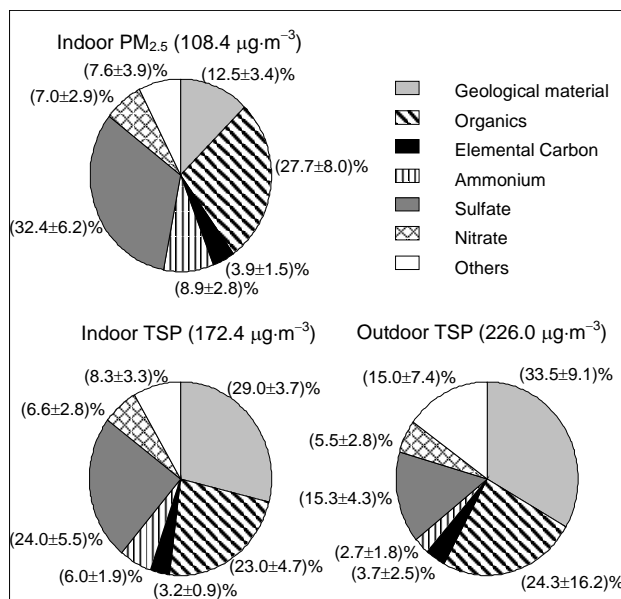 Indoor PM2.5 (108.4 μg·m−3)
(7.6±3.9)%
(12.5±3.4)%
(7.0±2.9)%
(27.7±8.0)%
(32.4±6.2)%
(3.9±1.5)%
(8.9±2.8)%
Geological material
Organics
Elemental Carbon
Ammonium
Sulfate
Nitrate
Others
Indoor TSP (172.4 μg·m−3)
(8.3±3.3)%
(29.0±3.7)%
(6.6±2.8)%
(24.0±5.5)%
(23.0±4.7)%
(6.0±1.9)%
(3.2±0.9)%
Outdoor TSP (226.0 μg·m−3)
(15.0±7.4)%
(33.5±9.1)%
(5.5±2.8)%
(15.3±4.3)%
(2.7±1.8)%
(3.7±2.5)%
(24.3±16.2)%